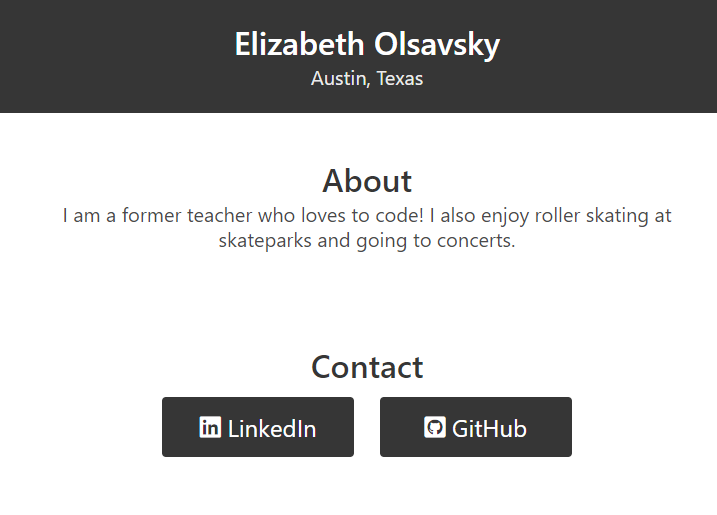 Elizabeth Olsavsky
Austin, Texas
About
I am a former teacher who loves to code! I also enjoy roller skating at
skateparks and going to concerts.
Contact
in LinkedIn
GitHub